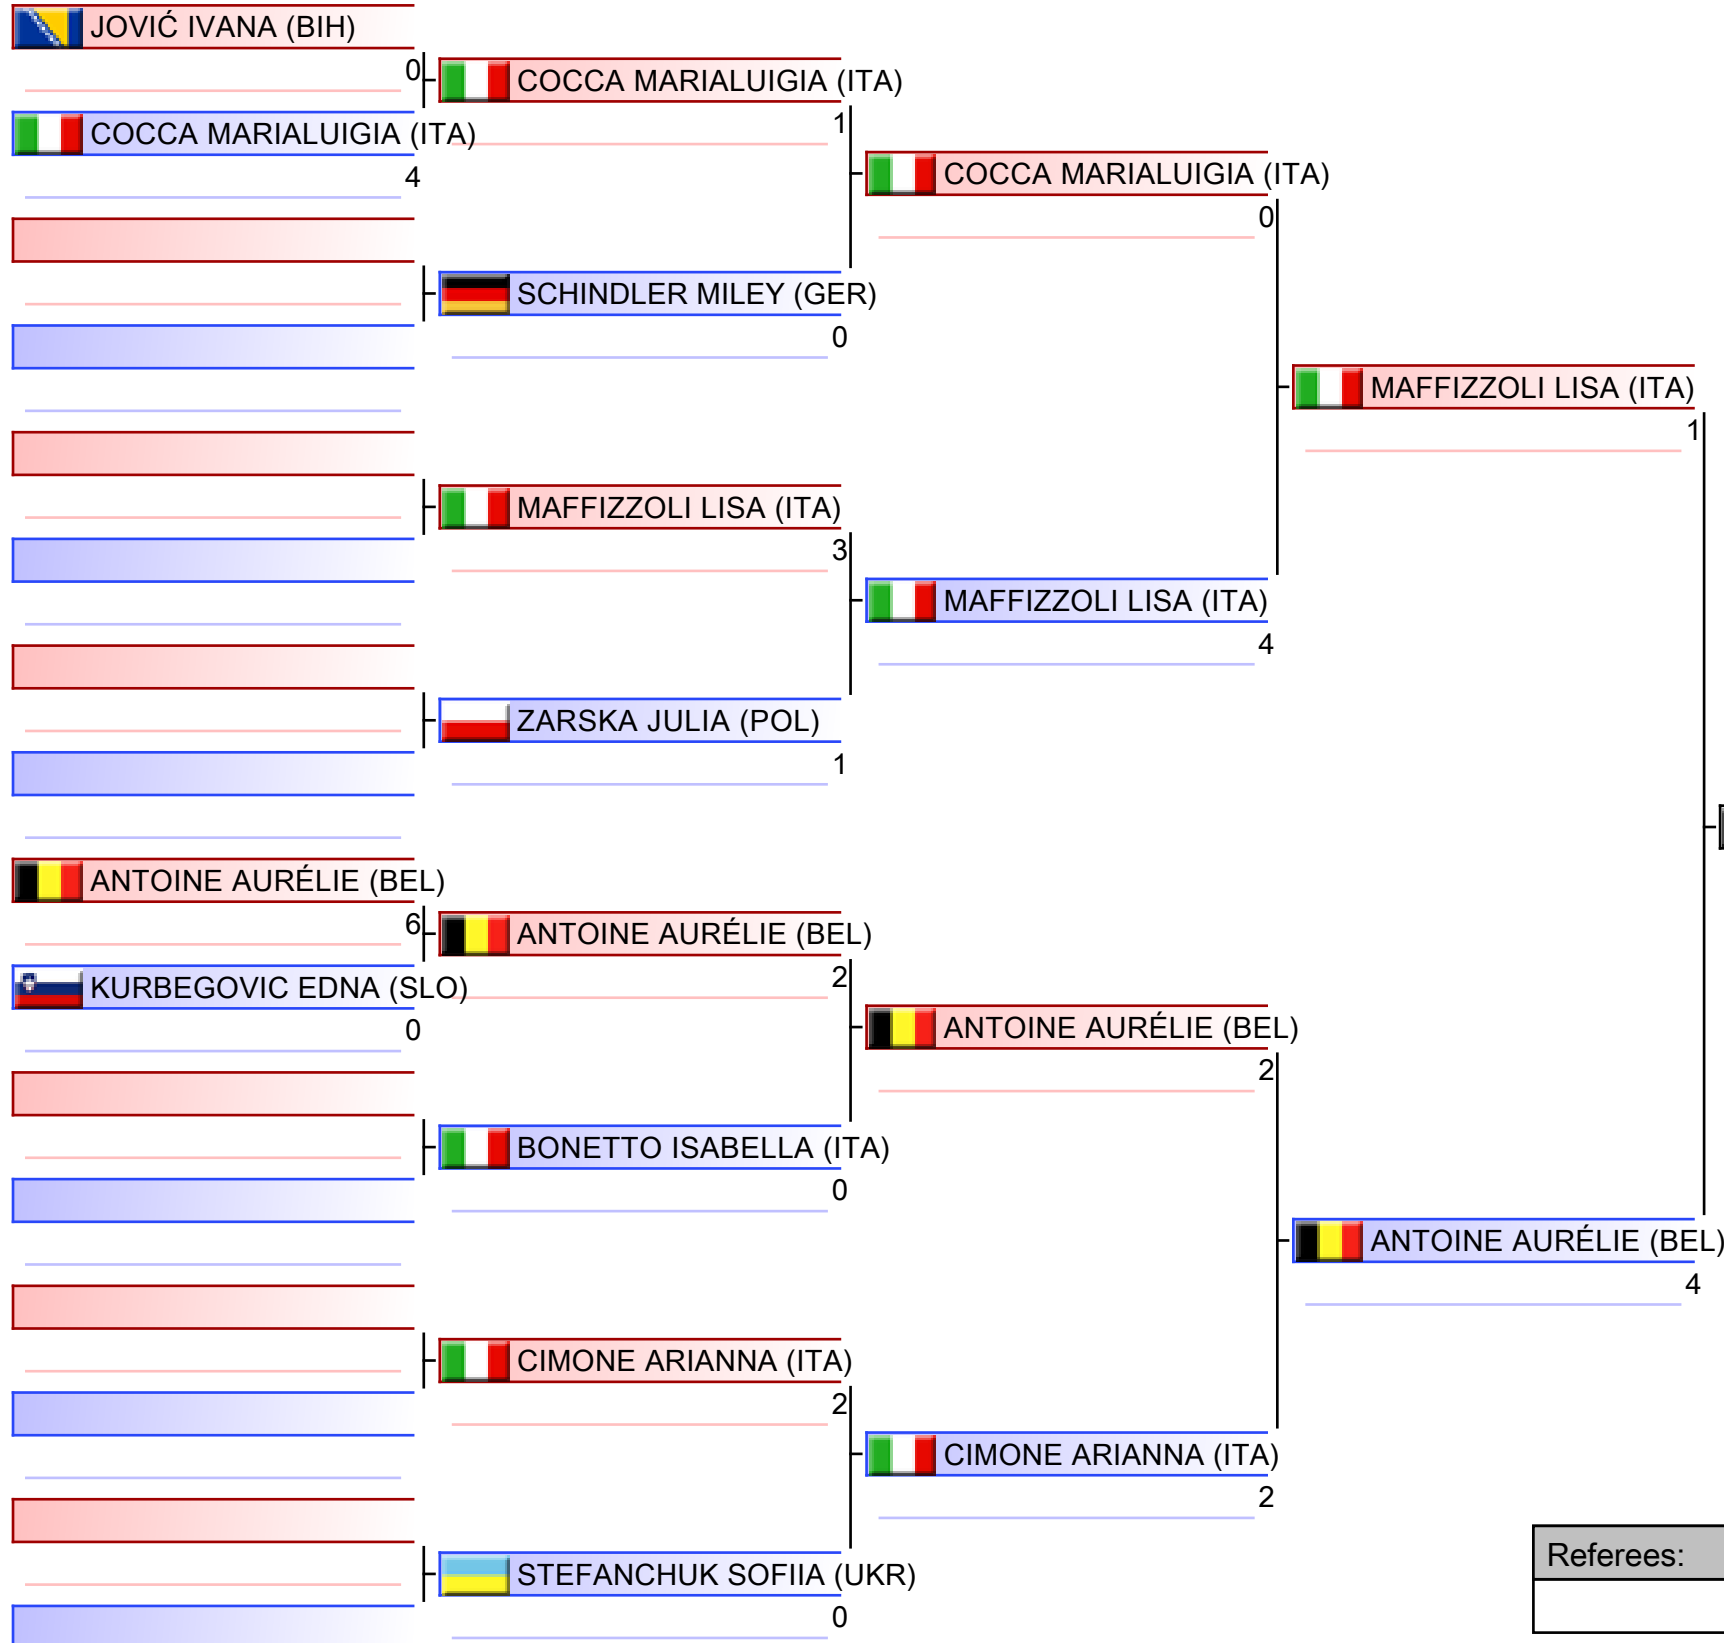 JOVIĆ IVANA (BIH)
0
COCCA MARIALUIGIA (ITA)
4
COCCA MARIALUIGIA (ITA)
1
SCHINDLER MILEY (GER)
0
COCCA MARIALUIGIA (ITA)
0
MAFFIZZOLI LISA (ITA)
3
ZARSKA JULIA (POL)
1
MAFFIZZOLI LISA (ITA)
4
MAFFIZZOLI LISA (ITA)
1
ANTOINE AURÉLIE (BEL)
6
KURBEGOVIC EDNA (SLO)
0
ANTOINE AURÉLIE (BEL)
2
BONETTO ISABELLA (ITA)
0
ANTOINE AURÉLIE (BEL)
2
CIMONE ARIANNA (ITA)
2
STEFANCHUK SOFIIA (UKR)
0
CIMONE ARIANNA (ITA)
2
ANTOINE AURÉLIE (BEL)
4
Referees: